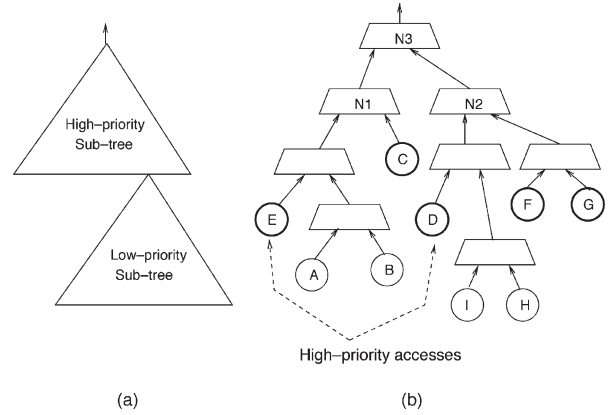 High–priority
Sub–tree
Low–priority
Sub–tree
(a)
N3
N1
N2
C
E
D
F
G
A
B
I
H
High–priority accesses
(b)